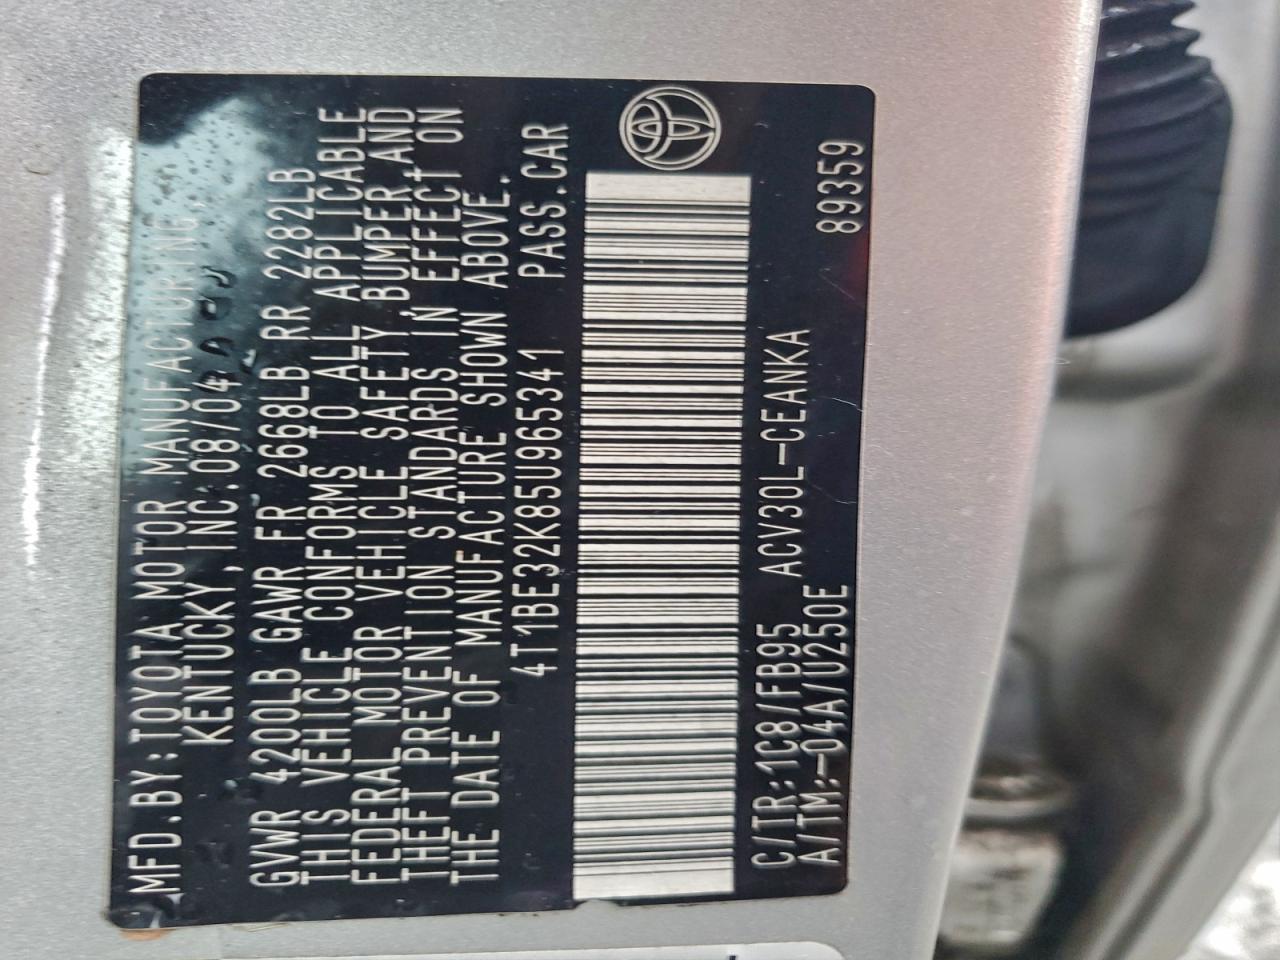 MFD.BY:TOYOTA MOTOR MANUFACTURING,
KENTUCKY,INC.08/04
GVWR 4200LB GAWR FR 2668LB RR 2282LB
THIS VEHICLE CONFORMS TO ALL APPLICABLE
FEDERAL MOTOR VEHICLE SAFETY,BUMPER,AND
THEFT PREVENTION STANDARDS IN EFFECT ON
THE DATE OF MANUFACTURE SHOWN ABOVE.
4T1BE32K85U965341 PASS.CAR
C/TR:1C8/FB95 ACV30L-CEANKA
A/TM:-04A/U250E 89359